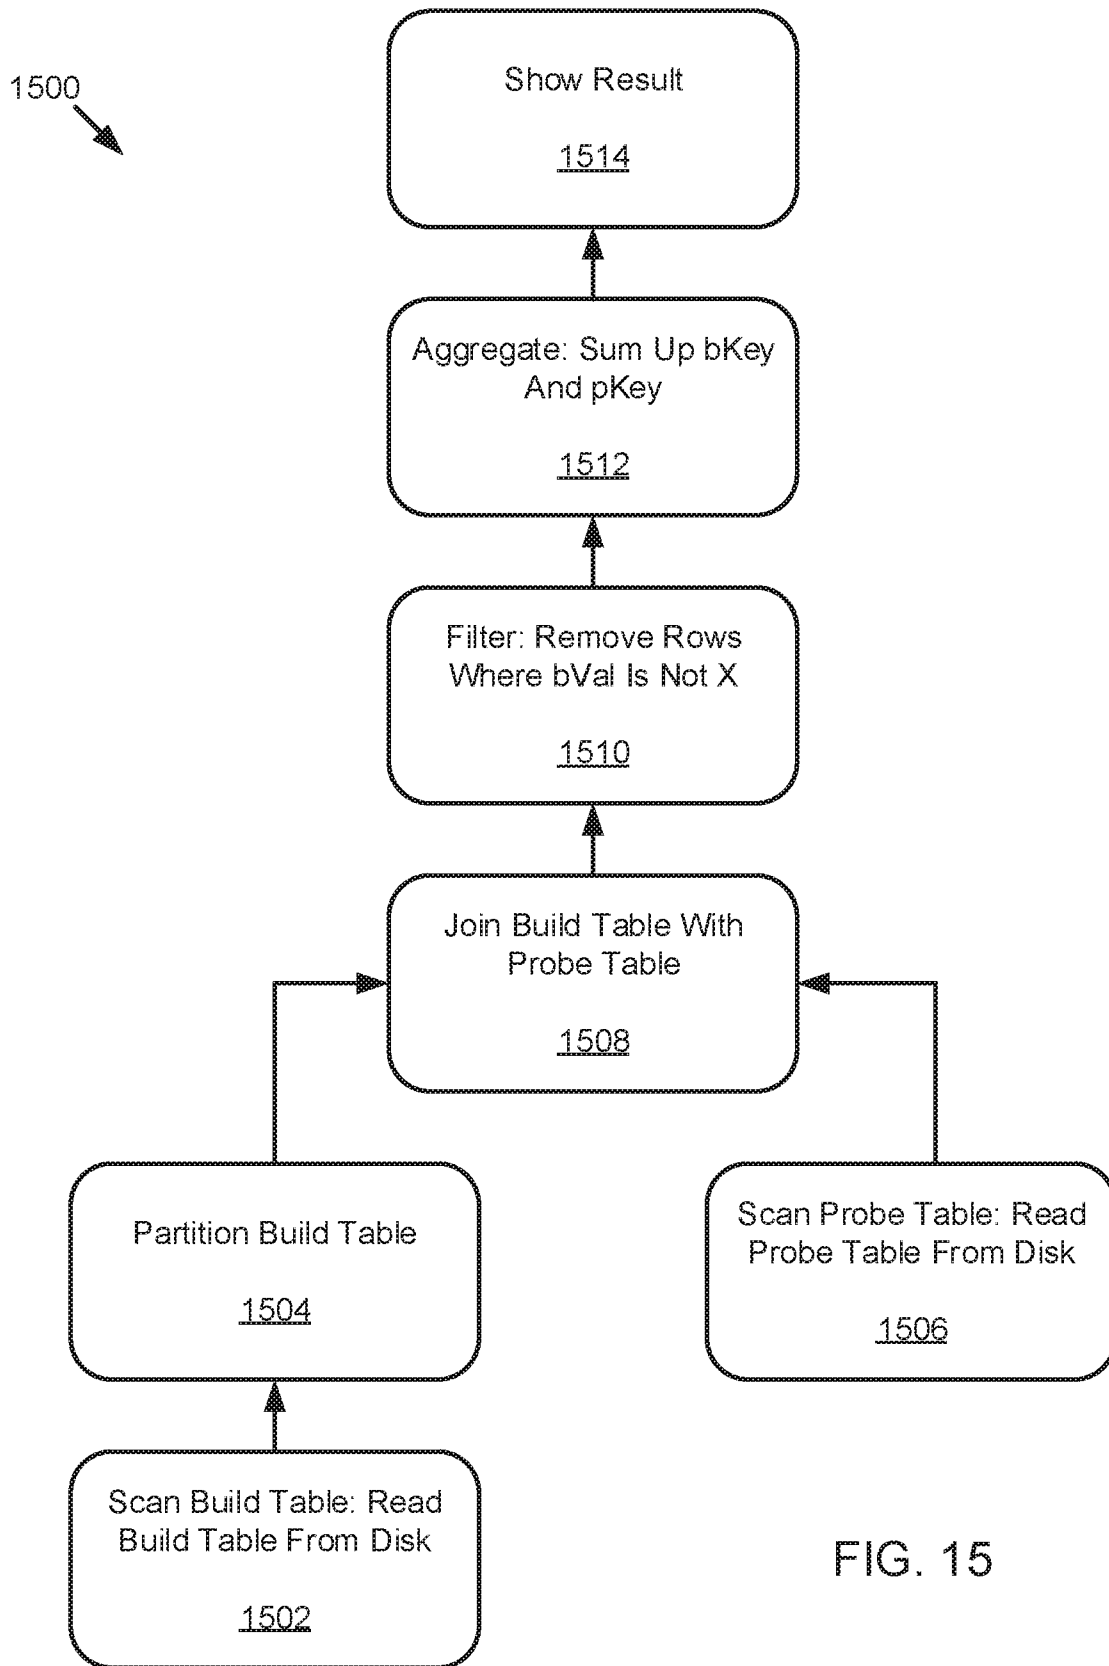 1500
Show Result
1514
Aggregate: Sum Up bKey
And pKey
1512
Filter: Remove Rows
Where bVal Is Not X
1510
Join Build Table With
Probe Table
1508
Partition Build Table
1504
Scan Probe Table: Read
Probe Table From Disk
1506
Scan Build Table: Read
Build Table From Disk
1502
FIG. 15